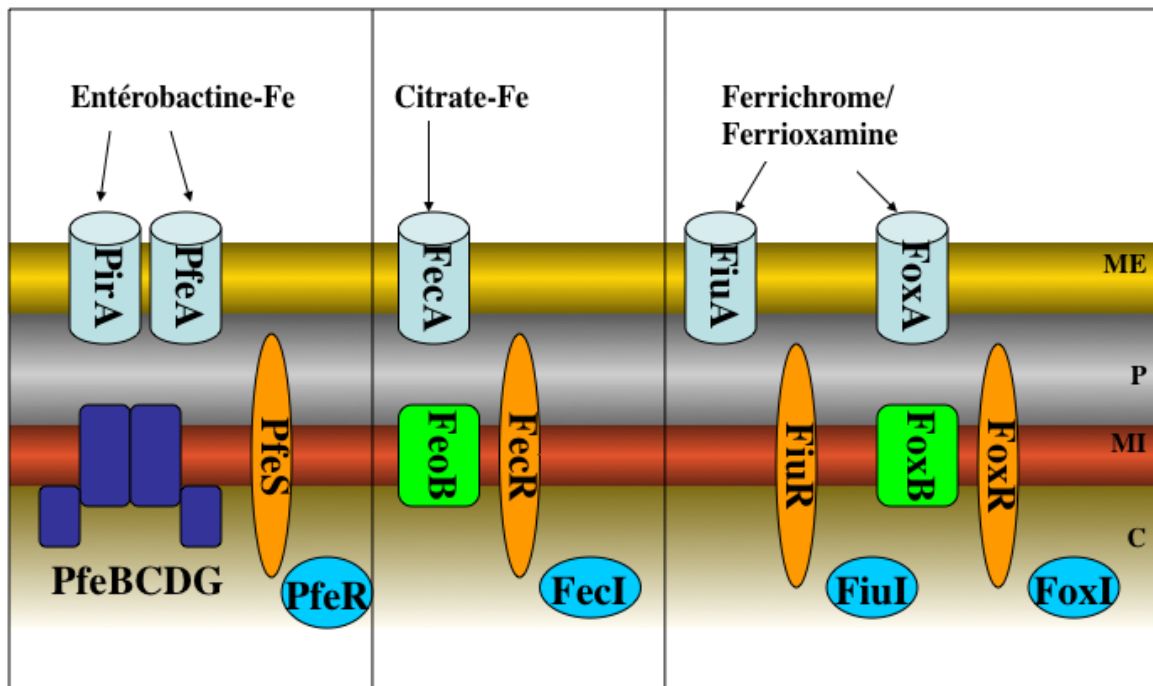 Entérobactine-Fe
Citrate-Fe
Ferrichrome/
Ferrioxamine
PirA
PfeA
FecA
FiuA
FoxA
ME
P
PfeS
FeoB
FecR
FiuR
FoxB
FoxR
MI
C
PfeBCDG
PfeR
FecI
FiuI
FoxI